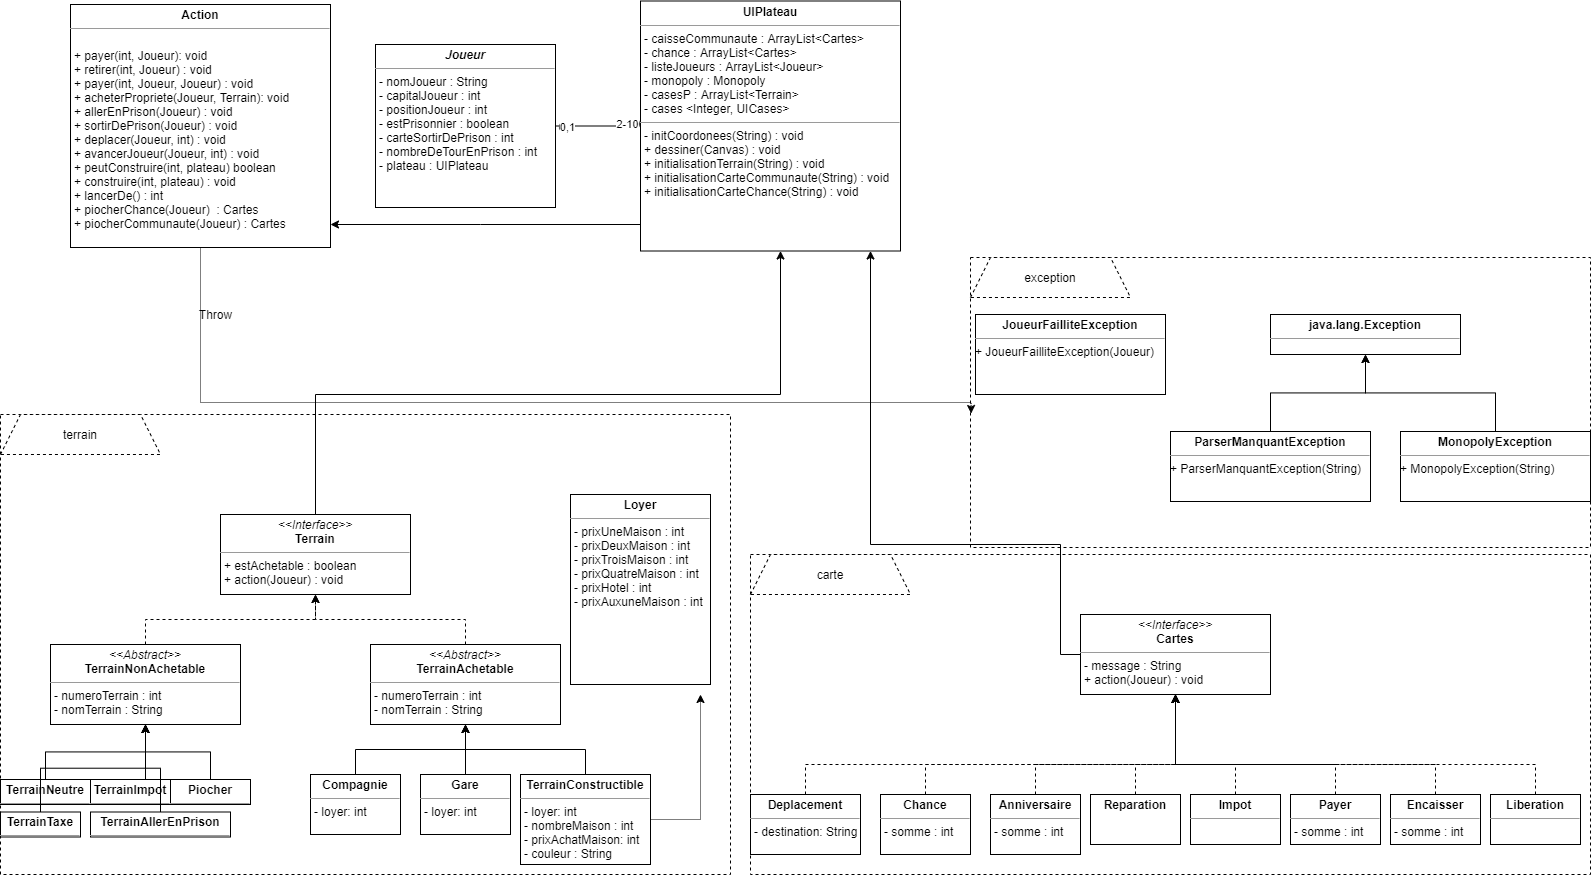 Action
+ payer(int, Joueur): void
+ retirer(int, Joueur) : void
+ payer(int, Joueur, Joueur) : void
+ acheterPropriete(Joueur, Terrain): void
+ allerEnPrison(Joueur) : void
+ sortirDePrison(Joueur) : void
+ deplacer(Joueur, int) : void
+ avancerJoueur(Joueur, int) : void
+ peutConstruire(int, plateau) boolean
+ construire(int, plateau) : void
+ lancerDe() : int
+ piocherChance(Joueur)  : Cartes
+ piocherCommunaute(Joueur) : Cartes
Joueur
- nomJoueur : String
- capitalJoueur : int
- positionJoueur : int
- estPrisonnier : boolean
- carteSortirDePrison : int
- nombreDeTourEnPrison : int
- plateau : UIPlateau
0,1
2-10
UIPlateau
- caisseCommunaute : ArrayList<Cartes>
- chance : ArrayList<Cartes>
- listeJoueurs : ArrayList<Joueur>
- monopoly : Monopoly
- casesP : ArrayList<Terrain>
- cases <Integer, UICases>
- initCoordonees(String) : void
+ dessiner(Canvas) : void
+ initialisationTerrain(String) : void
+ initialisationCarteCommunaute(String) : void
+ initialisationCarteChance(String) : void
Throw
exception
JoueurFailliteException
+ JoueurFailliteException(Joueur)
java.lang.Exception
ParserManquantException
+ ParserManquantException(String)
MonopolyException
+ MonopolyException(String)
terrain
<<Interface>>
Terrain
+ estAchetable : boolean
+ action(Joueur) : void
Loyer
- prixUneMaison : int
- prixDeuxMaison : int
- prixTroisMaison : int
- prixQuatreMaison : int
- prixHotel : int
- prixAuxuneMaison : int
<<Abstract>>
TerrainNonAchetable
- numeroTerrain : int
- nomTerrain : String
<<Abstract>>
TerrainAchetable
- numeroTerrain : int
- nomTerrain : String
TerrainNeutre
TerrainImpot
Piocher
TerrainTaxe
TerrainAllerEnPrison
Compagnie
- loyer: int
Gare
- loyer: int
TerrainConstructible
- loyer: int
- nombreMaison : int
- prixAchatMaison: int
- couleur : String
carte
<<Interface>>
Cartes
- message : String
+ action(Joueur) : void
Deplacement
- destination: String
Chance
- somme : int
Anniversaire
- somme : int
Reparation
Impot
Payer
- somme : int
Encaisser
- somme : int
Liberation